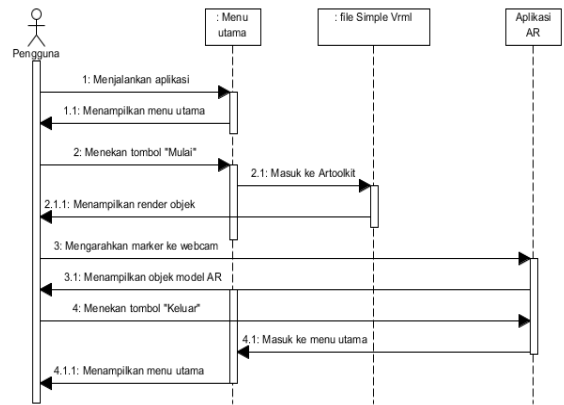 : Menu
utama
: file Simple Vrml
Aplikasi
AR
Pengguna
1: Menjalankan aplikasi
1.1: Menampilkan menu utama
2: Menekan tombol "Mulai"
2.1: Masuk ke Artoolkit
2.1.1: Menampilkan render objek
3: Mengarahkan marker ke webcam
3.1: Menampilkan objek model AR
4: Menekan tombol "Keluar"
4.1: Masuk ke menu utama
4.1.1: Menampilkan menu utama